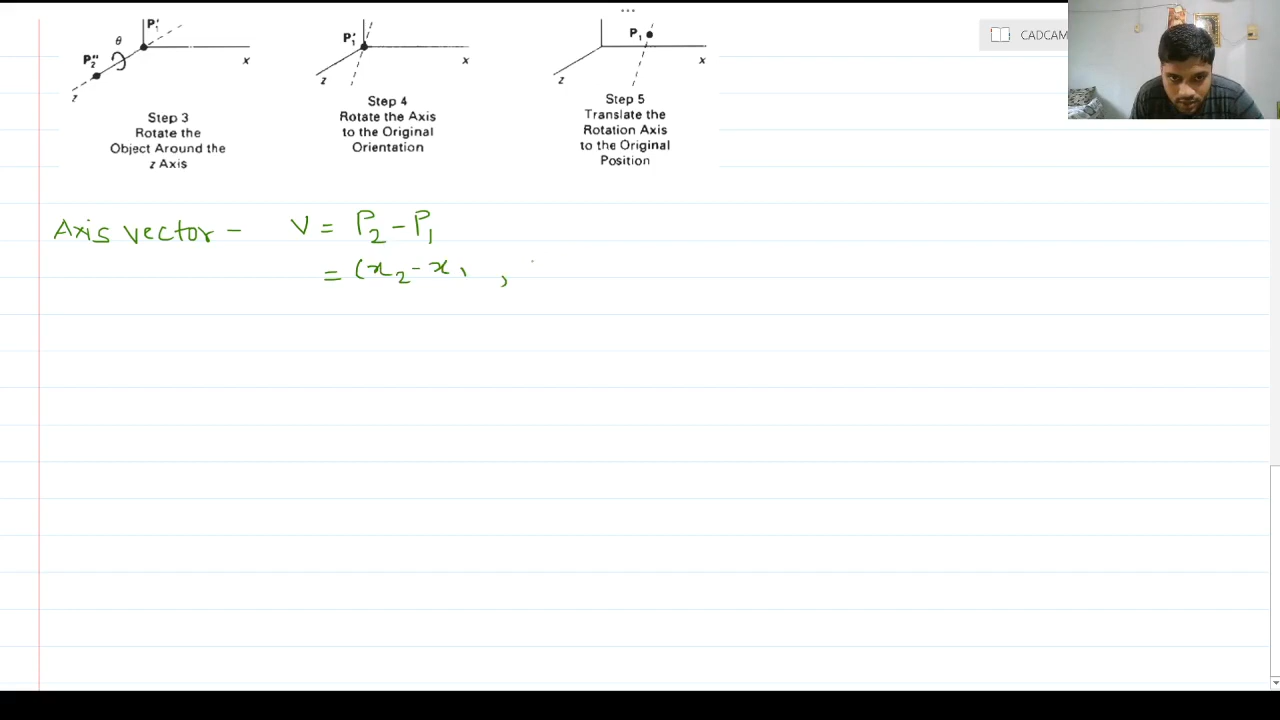 ...
CADCAM
P₁'
θ
P₂''
x
z
Step 3
Rotate the
Object Around the
z Axis
P₁'
x
z
Step 4
Rotate the Axis
to the Original
Orientation
P₁
x
z
Step 5
Translate the
Rotation Axis
to the Original
Position
Axis vector - V = P₂ - P₁
= (x₂ - x₁ ,